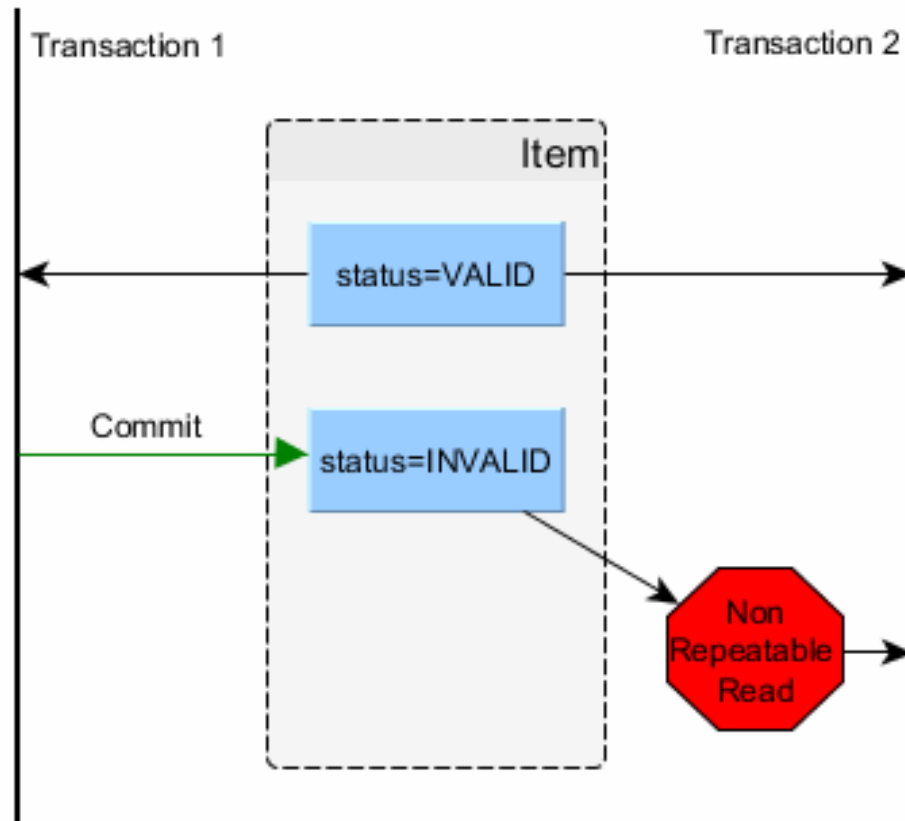 Transaction 1
Transaction 2
Item
status=VALID
Commit
status=INVALID
Non
Repeatable
Read